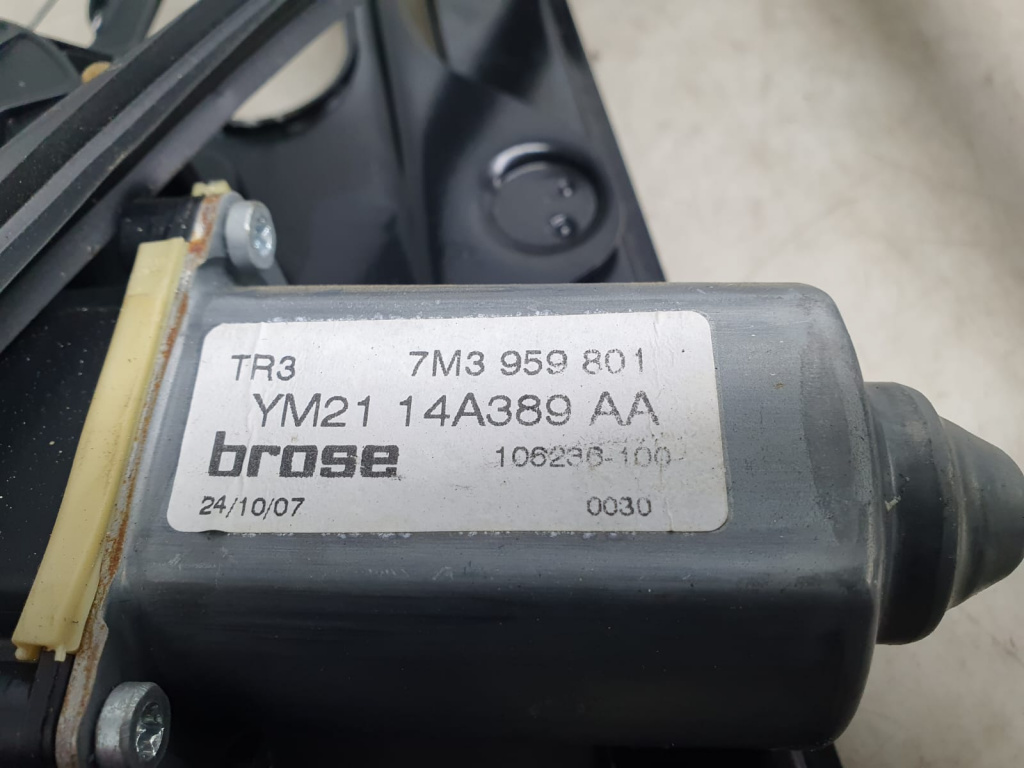 TR3 7M3 959 801
YM21 14A389 AA
brose 106236-100
24/10/07 0030